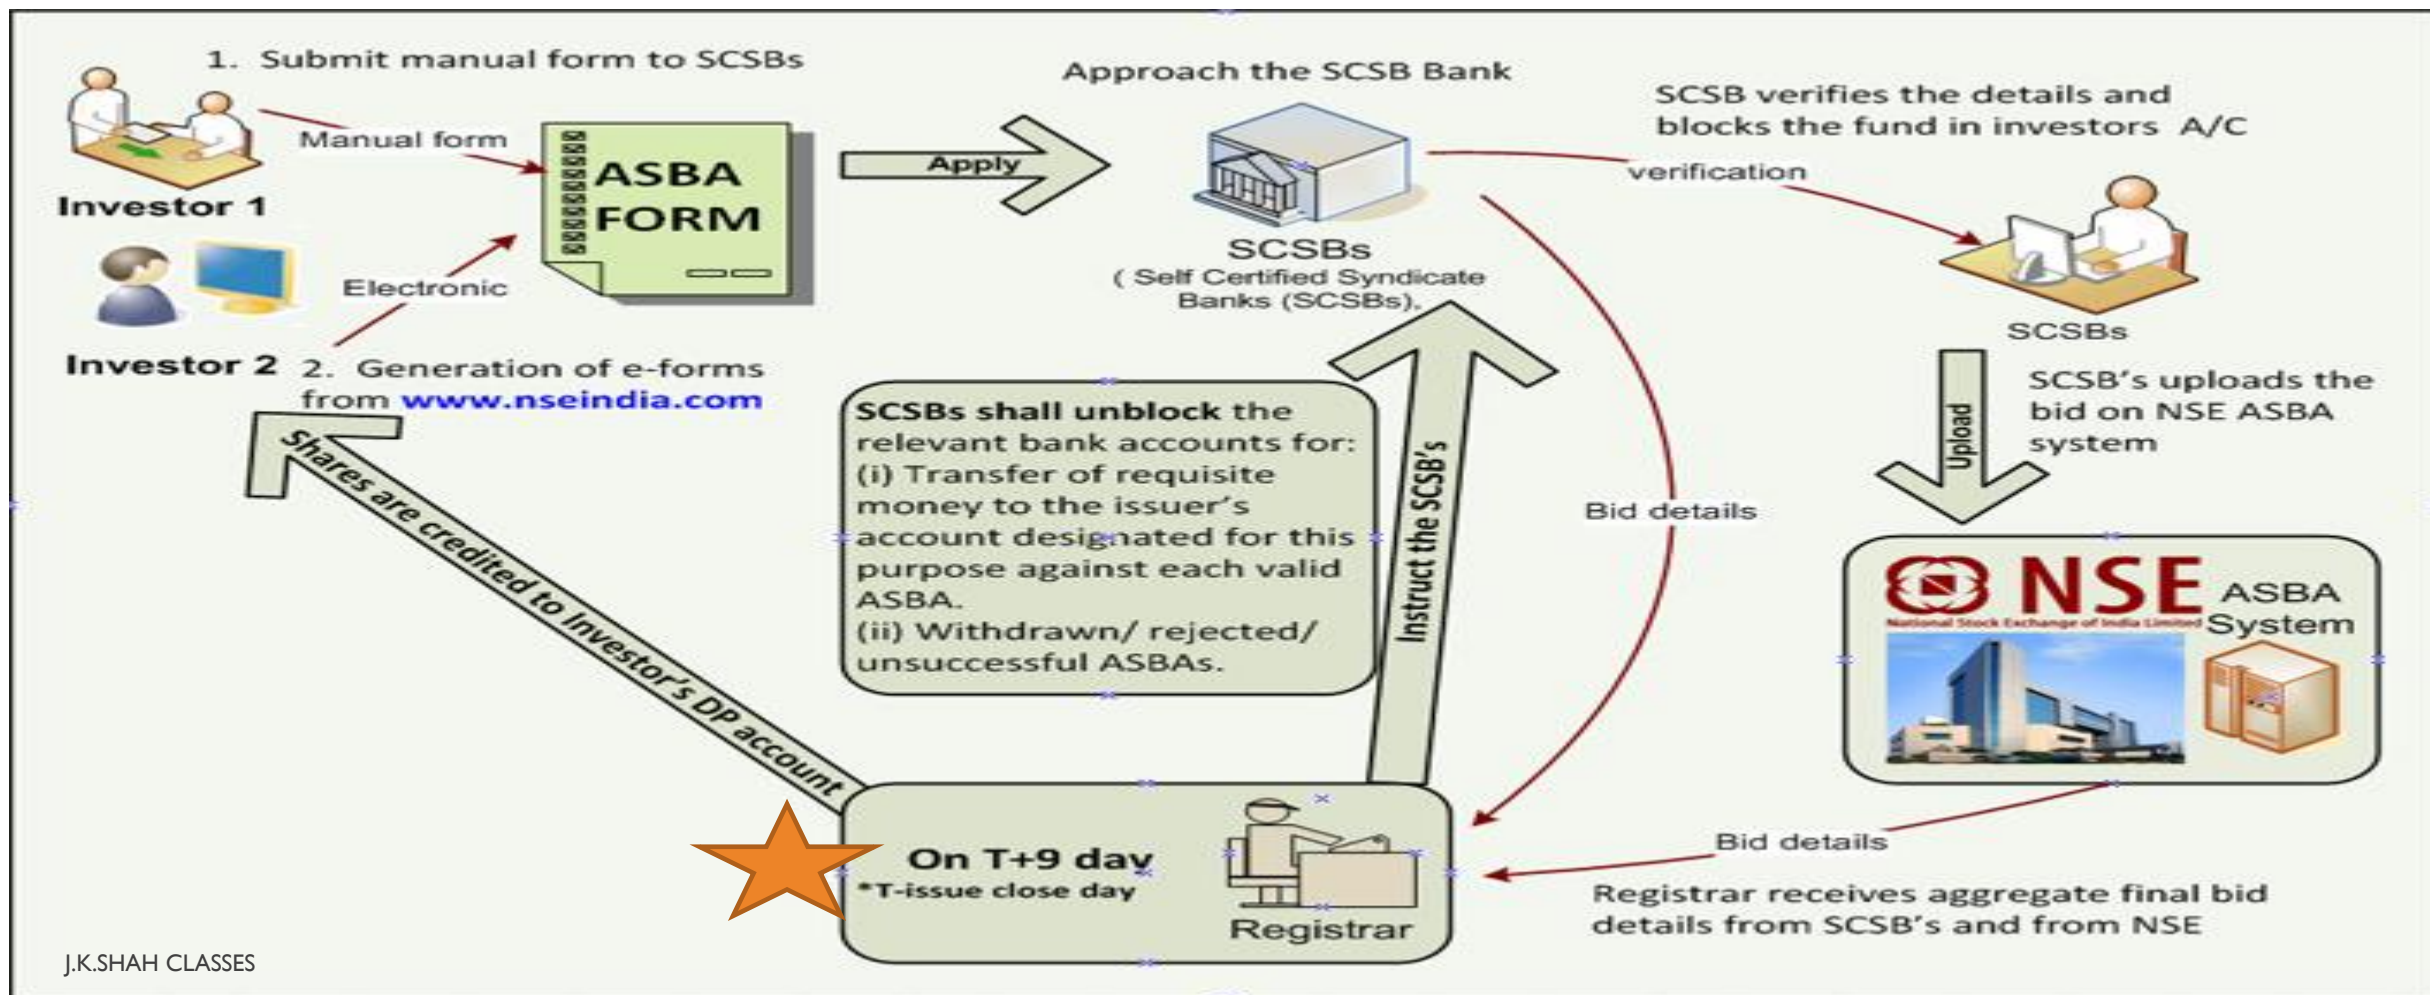 1. Submit manual form to SCSBs
Manual form
Investor 1
ASBA
FORM
Electronic
Investor 2
2. Generation of e-forms
from www.nseindia.com
Apply
Approach the SCSB Bank
SCSBs
( Self Certified Syndicate
Banks (SCSBs),
SCSB verifies the details and
blocks the fund in investors A/C
verification
SCSBs
Upload
SCSB's uploads the
bid on NSE ASBA
system
SCSBs shall unblock the
relevant bank accounts for:
(i) Transfer of requisite
money to the issuer's
account designated for this
purpose against each valid
ASBA.
(ii) Withdrawn/ rejected/
unsuccessful ASBAs.
Instruct the SCSB's
Bid details
NSE
National Stock Exchange of India Limited
ASBA
System
Shares are credited to Investor's DP account
On T+9 day
*T-issue close day
Registrar
Bid details
Registrar receives aggregate final bid
details from SCSB's and from NSE
J.K.SHAH CLASSES